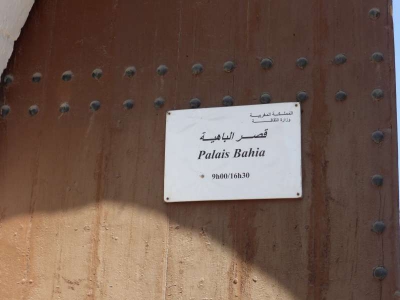 المملكة المغربية
وزارة الثقافة
قصر الباهية
Palais Bahia
9h00/16h30